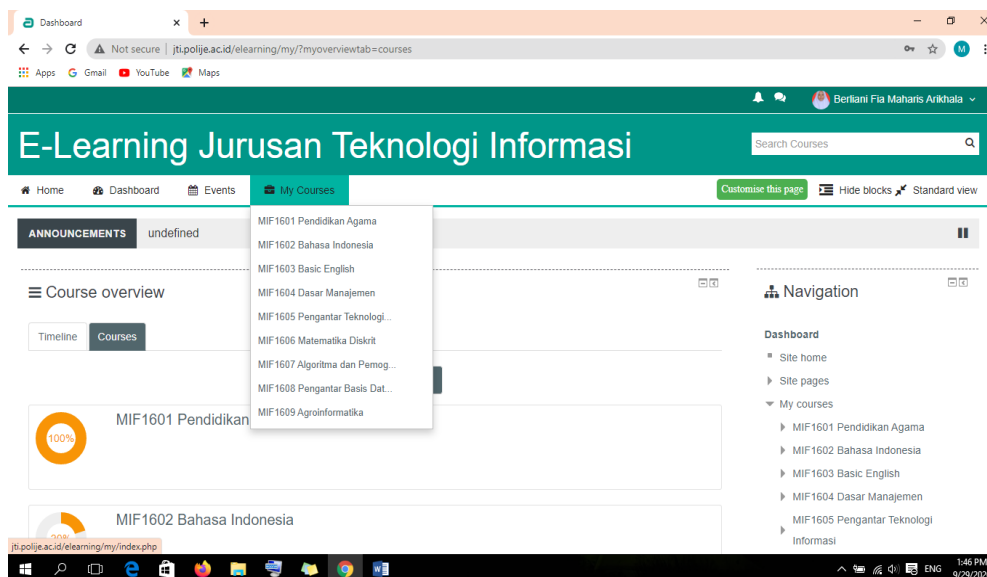 Dashboard
Not secure | jti.polije.ac.id/elearning/my/?myoverviewtab=courses
M
Apps Gmail YouTube Maps
Berliani Fia Maharis Arikhala
E-Learning Jurusan Teknologi Informasi
Search Courses
Home Dashboard Events My Courses
Customise this page Hide blocks Standard view
MIF1601 Pendidikan Agama
MIF1602 Bahasa Indonesia
MIF1603 Basic English
MIF1604 Dasar Manajemen
MIF1605 Pengantar Teknologi...
MIF1606 Matematika Diskrit
MIF1607 Algoritma dan Pemog...
MIF1608 Pengantar Basis Dat...
MIF1609 Agroinformatika
ANNOUNCEMENTS undefined
Course overview
Timeline Courses
100%
MIF1601 Pendidikan
MIF1602 Bahasa Indonesia
Navigation
Dashboard
Site home
Site pages
My courses
MIF1601 Pendidikan Agama
MIF1602 Bahasa Indonesia
MIF1603 Basic English
MIF1604 Dasar Manajemen
MIF1605 Pengantar Teknologi
Informasi
jti.polije.ac.id/elearning/my/index.php
ENG
1:46 PM